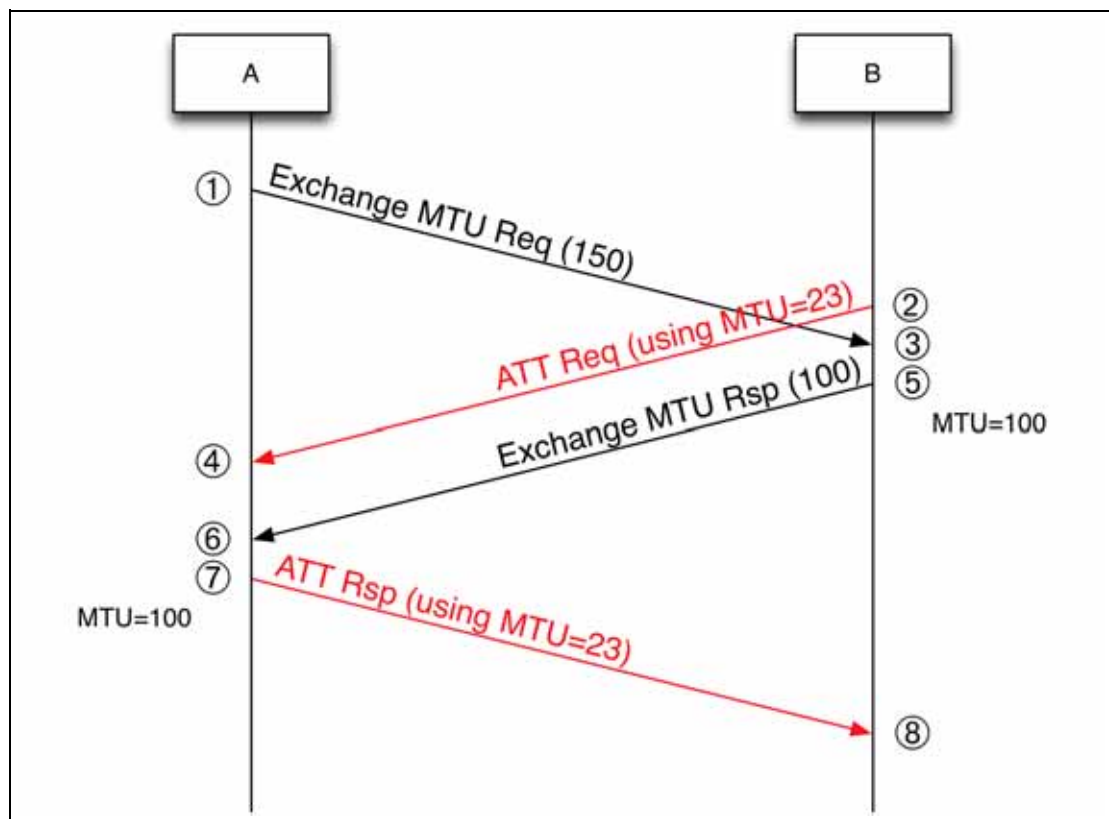 A
B
①
Exchange MTU Req (150)
②
ATT Req (using MTU=23)
③
⑤
Exchange MTU Rsp (100)
MTU=100
④
⑥
⑦
ATT Rsp (using MTU=23)
MTU=100
⑧